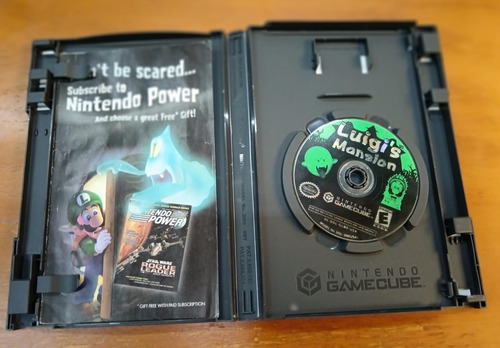 n't be scared...
Subscribe to
Nintendo Power
And choose a great Free* Gift!
NTENDO
POWER
STAR WARS
ROGUE
LEADER
*GIFT FREE WITH PAID SUBSCRIPTION
Luigi's
Mansion
NINTENDO
GAMECUBE
E
NINTENDO
GAMECUBE